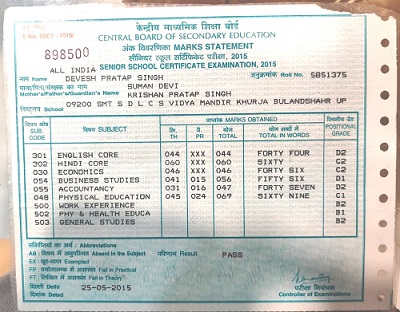 केन्द्रीय माध्यमिक शिक्षा बोर्ड
CENTRAL BOARD OF SECONDARY EDUCATION
898500
अंक विवरणिका MARKS STATEMENT
सीनियर स्कूल सर्टिफिकेट परीक्षा, 2015
ALL INDIA SENIOR SCHOOL CERTIFICATE EXAMINATION, 2015
नाम Name DEVESH PRATAP SINGH अनुक्रमांक Roll No. 5851375
माता/पिता/संरक्षक का नाम SUMAN DEVI
Mother's/Father's/Guardian's Name KRISHAN PRATAP SINGH
विद्यालय School 09200 SMT S D L C S VIDYA MANDIR KHURJA BULANDSHAHR UP
प्राप्तांक MARKS OBTAINED
SUB. CODE विषय SUBJECT TH PR TOTAL TOTAL IN WORDS POSITIONAL GRADE
301 ENGLISH CORE 044 XXX 044 FORTY FOUR D2
302 HINDI CORE 060 XXX 060 SIXTY C2
030 ECONOMICS 046 XXX 046 FORTY SIX C2
054 BUSINESS STUDIES 041 015 056 FIFTY SIX D1
055 ACCOUNTANCY 031 016 047 FORTY SEVEN D2
048 PHYSICAL EDUCATION 045 024 069 SIXTY NINE C1
500 WORK EXPERIENCE B2
502 PHY & HEALTH EDUCA B1
503 GENERAL STUDIES B2
Abbreviations
AB : Absent in the Subject परिणाम Result PASS
EX : Exempted
FP : Fail in Practical
FT : Fail in Theory
दिल्ली Delhi
दिनांक Dated 25-05-2015
परीक्षा नियंत्रक
Controller of Examinations